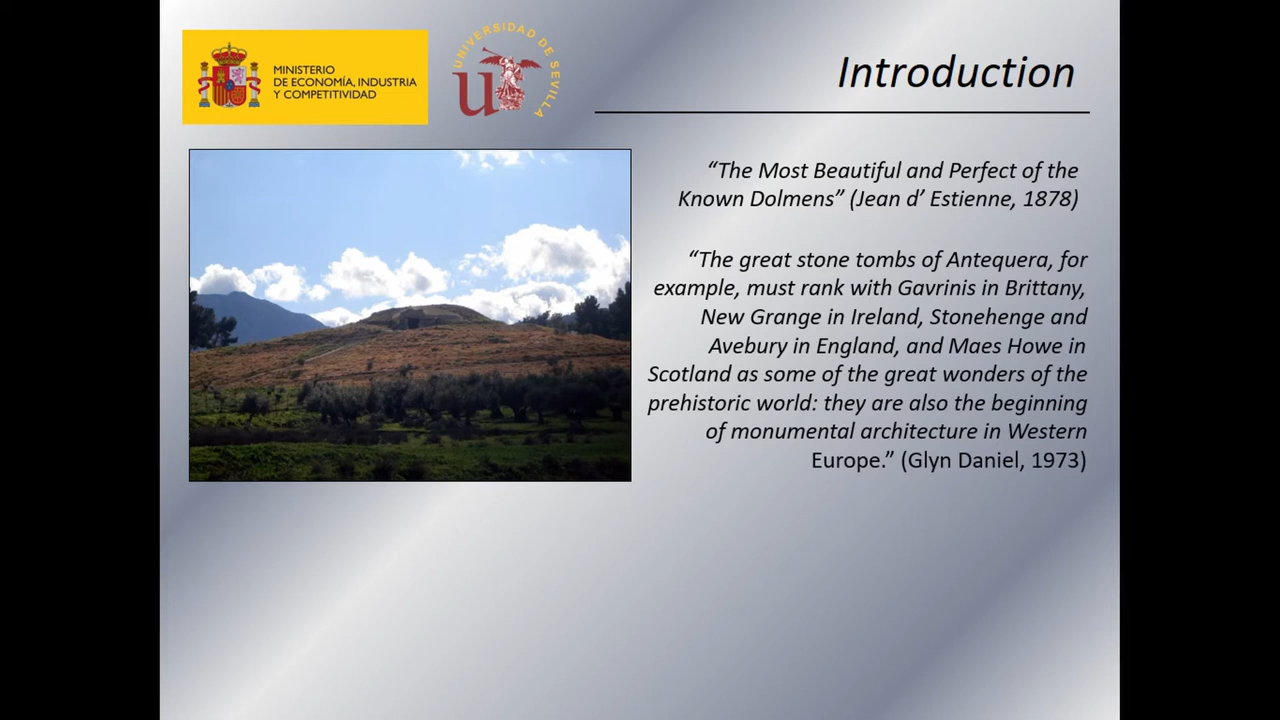 MINISTERIO
DE ECONOMÍA, INDUSTRIA
Y COMPETITIVIDAD
UNIVERSIDAD DE SEVILLA
u
Introduction
“The Most Beautiful and Perfect of the
Known Dolmens” (Jean d’ Estienne, 1878)
“The great stone tombs of Antequera, for
example, must rank with Gavrinis in Brittany,
New Grange in Ireland, Stonehenge and
Avebury in England, and Maes Howe in
Scotland as some of the great wonders of the
prehistoric world: they are also the beginning
of monumental architecture in Western
Europe.” (Glyn Daniel, 1973)